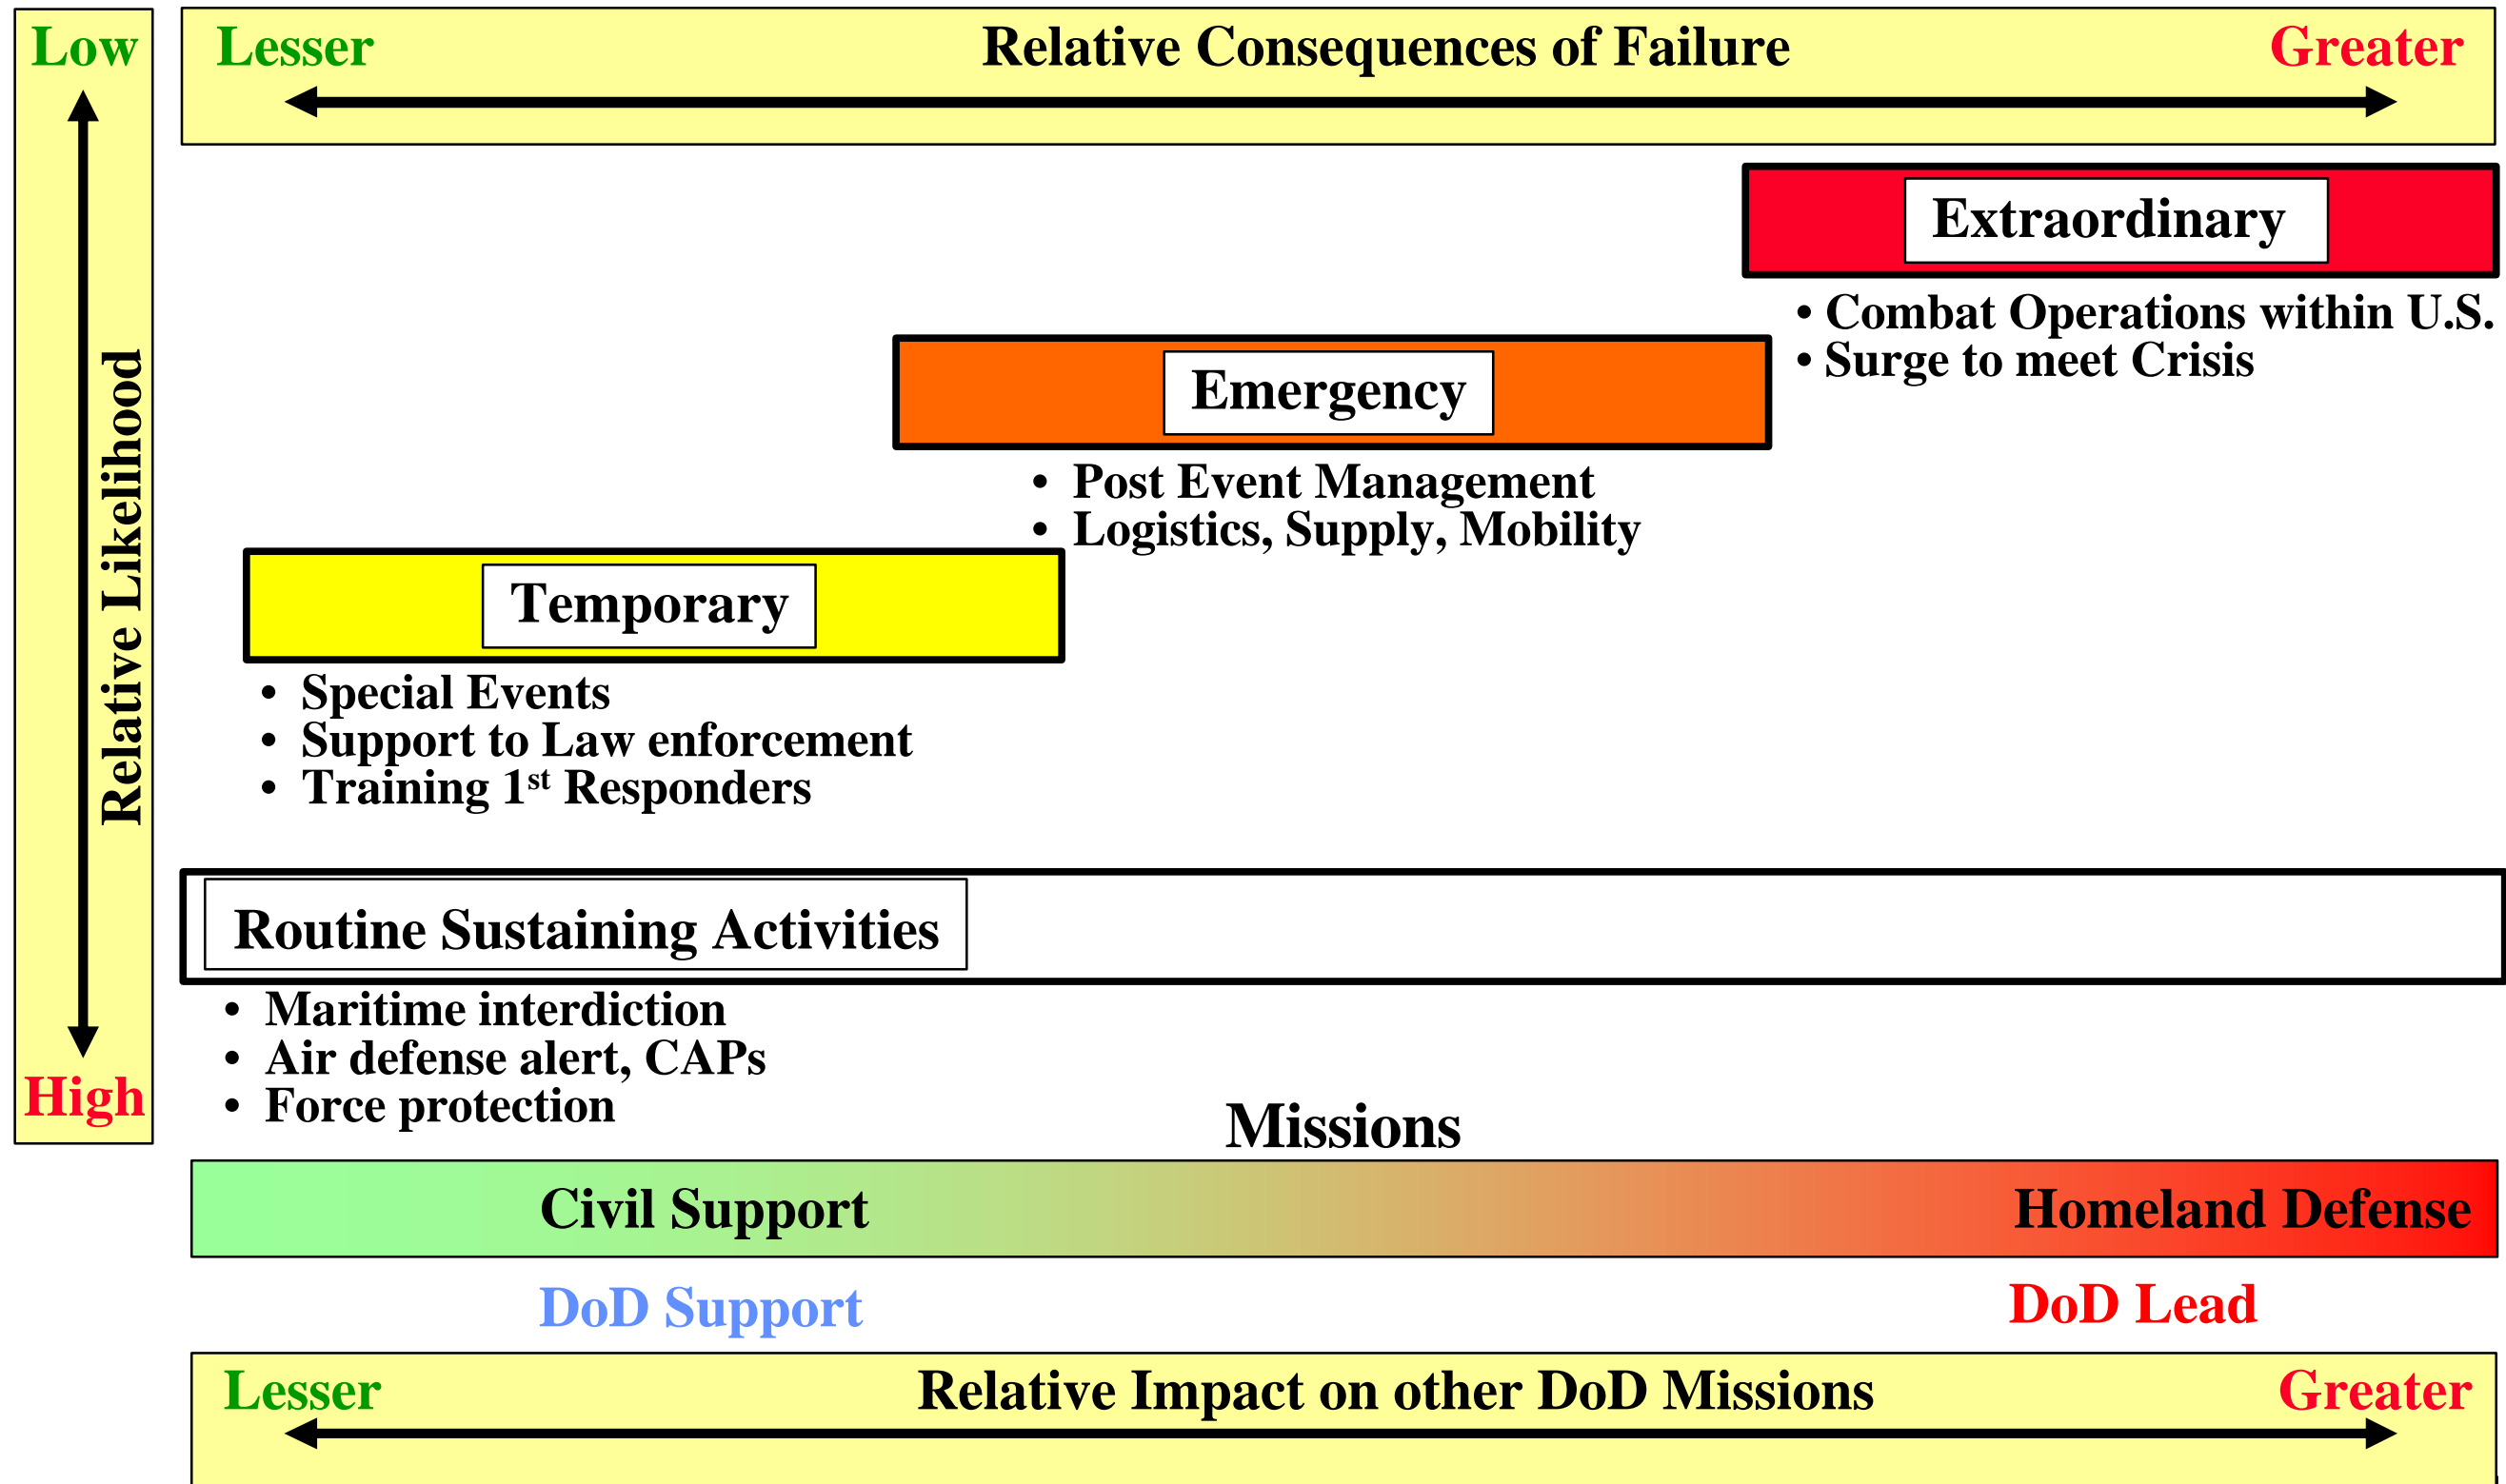 Low
Relative Likelihood
High
Lesser
Relative Consequences of Failure
Greater
Extraordinary
• Combat Operations within U.S.
• Surge to meet Crisis
Emergency
• Post Event Management
• Logistics, Supply, Mobility
Temporary
• Special Events
• Support to Law enforcement
• Training 1st Responders
Routine Sustaining Activities
• Maritime interdiction
• Air defense alert, CAPs
• Force protection
Missions
Civil Support
Homeland Defense
DoD Support
DoD Lead
Lesser
Relative Impact on other DoD Missions
Greater